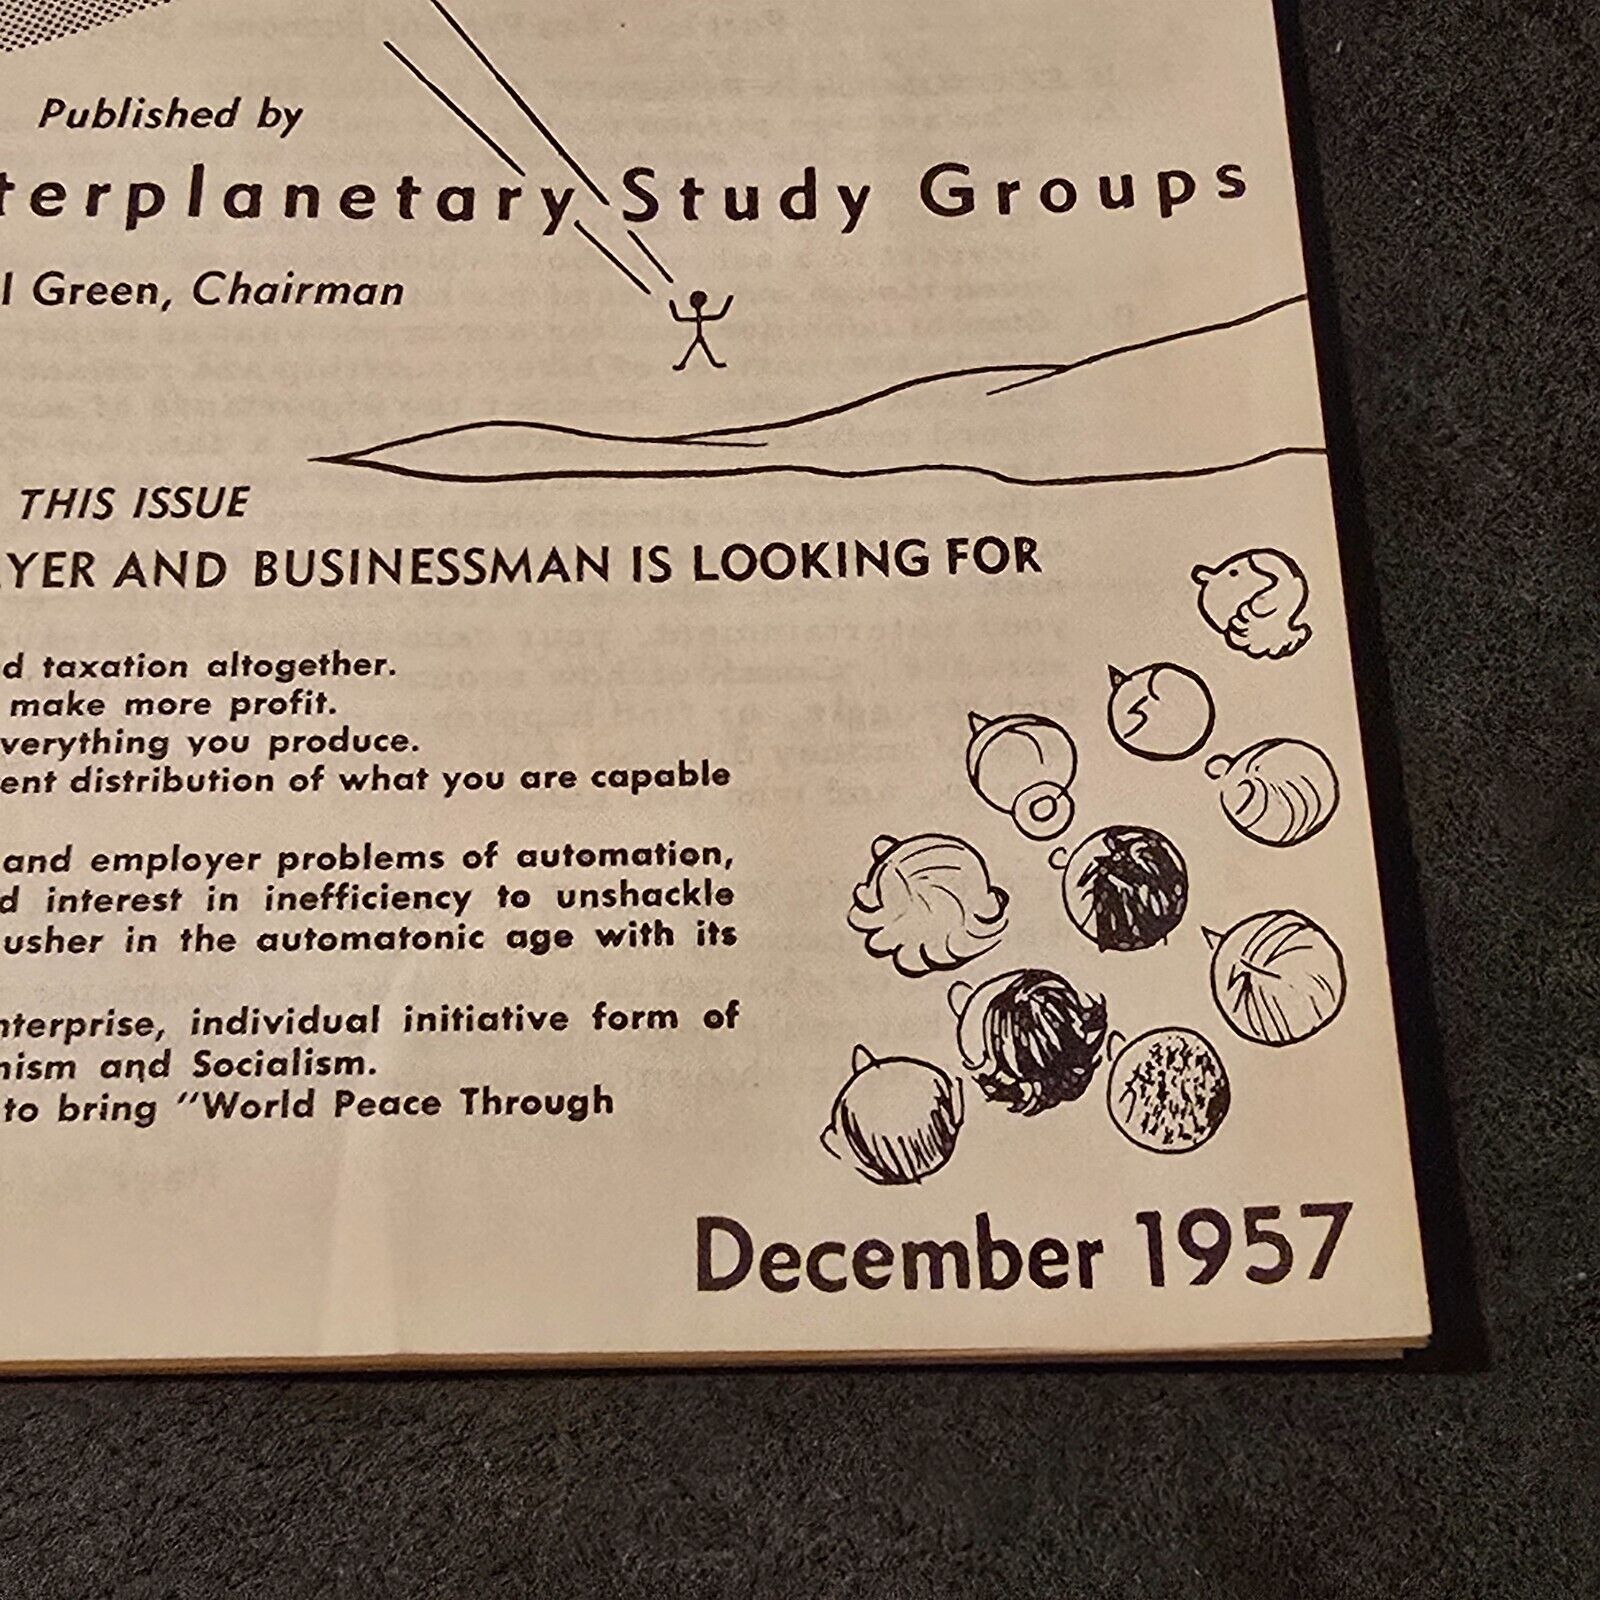 Published by
terplanetary Study Groups
l Green, Chairman
THIS ISSUE
YER AND BUSINESSMAN IS LOOKING FOR
d taxation altogether.
make more profit.
verything you produce.
ent distribution of what you are capable
and employer problems of automation,
d interest in inefficiency to unshackle
usher in the automatonic age with its
nterprise, individual initiative form of
nism and Socialism.
to bring "World Peace Through
December 1957